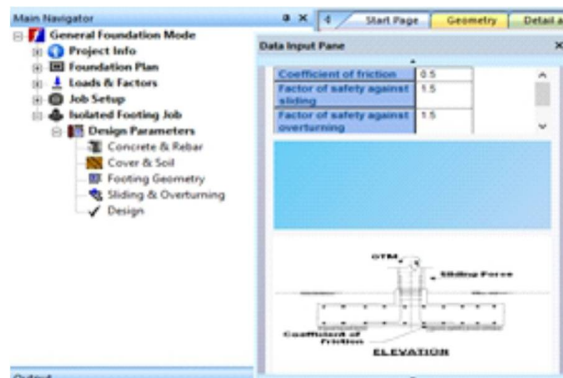 Main Navigator
Start Page
Geometry
Detail a
General Foundation Mode
Project Info
Foundation Plan
Loads & Factors
Job Setup
Isolated Footing Job
Design Parameters
Concrete & Rebar
Cover & Soil
Footing Geometry
Sliding & Overturning
Design
Output
Data Input Pane
Coefficient of friction 0.5
Factor of safety against 1.5
sliding
Factor of safety against 1.5
overturning
OTM
Sliding Force
Coefficient of
Friction
ELEVATION